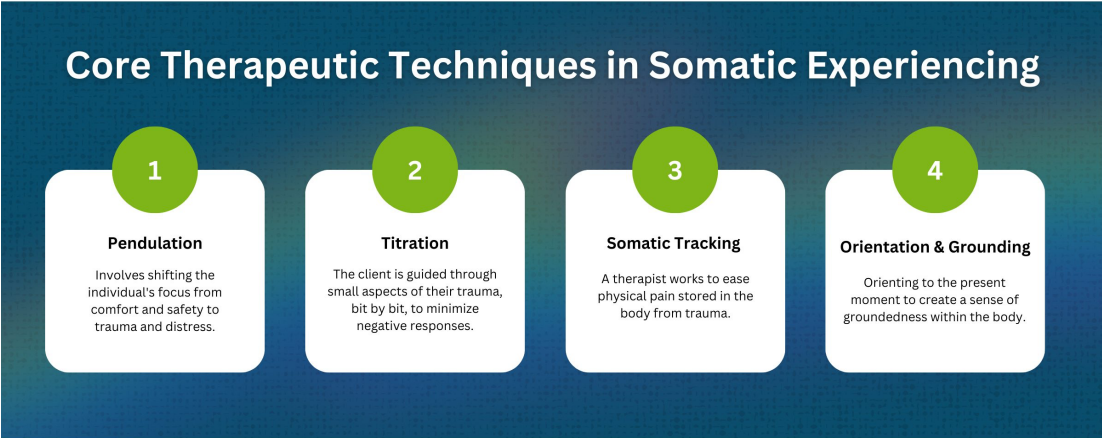 Core Therapeutic Techniques in Somatic Experiencing
1
Pendulation
Involves shifting the
individual's focus from
comfort and safety to
trauma and distress.
2
Titration
The client is guided through
small aspects of their trauma,
bit by bit, to minimize
negative responses.
3
Somatic Tracking
A therapist works to ease
physical pain stored in the
body from trauma.
4
Orientation & Grounding
Orienting to the present
moment to create a sense of
groundedness within the body.